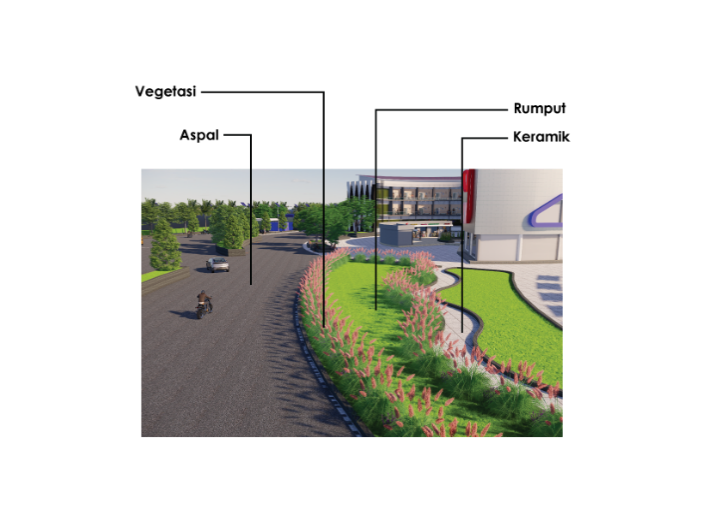 Vegetasi
Rumput
Aspal
Keramik